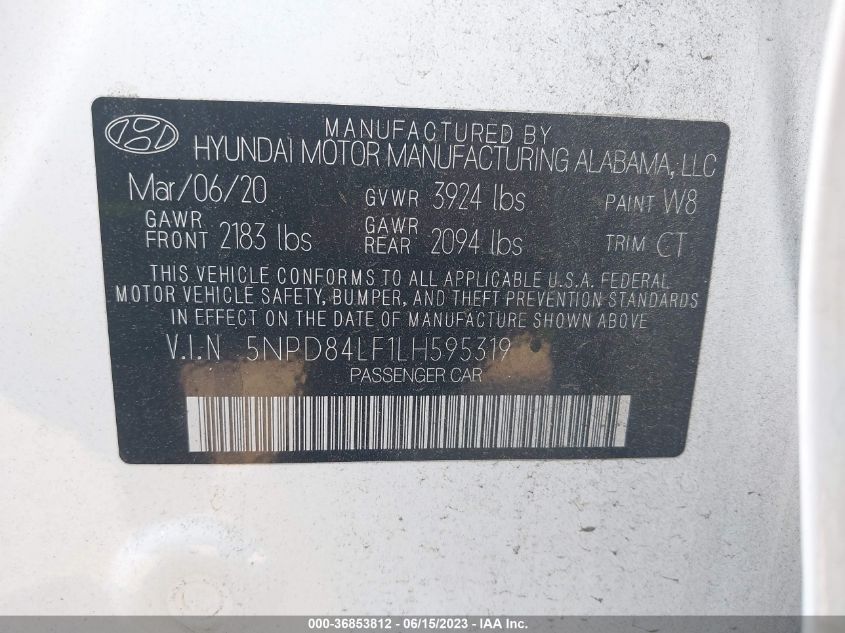 MANUFACTURED BY
HYUNDAI MOTOR MANUFACTURING ALABAMA, LLC
Mar/06/20 GVWR 3924 lbs PAINT W8
GAWR FRONT 2183 lbs GAWR REAR 2094 lbs TRIM CT
THIS VEHICLE CONFORMS TO ALL APPLICABLE U.S.A. FEDERAL
MOTOR VEHICLE SAFETY, BUMPER, AND THEFT PREVENTION STANDARDS
IN EFFECT ON THE DATE OF MANUFACTURE SHOWN ABOVE.
V.I.N 5NPD84LF1LH595319
PASSENGER CAR
000-36853812 - 06/15/2023 - IAAI.com